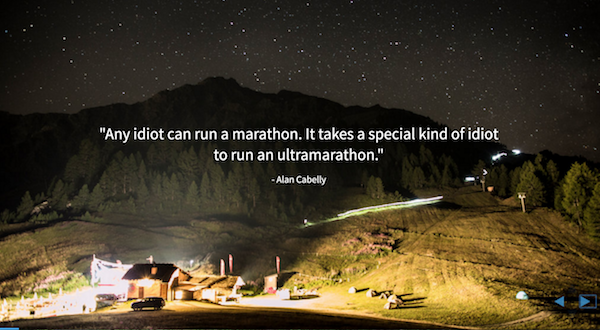 "Any idiot can run a marathon. It takes a special kind of idiot
to run an ultramarathon."
- Alan Cabelly